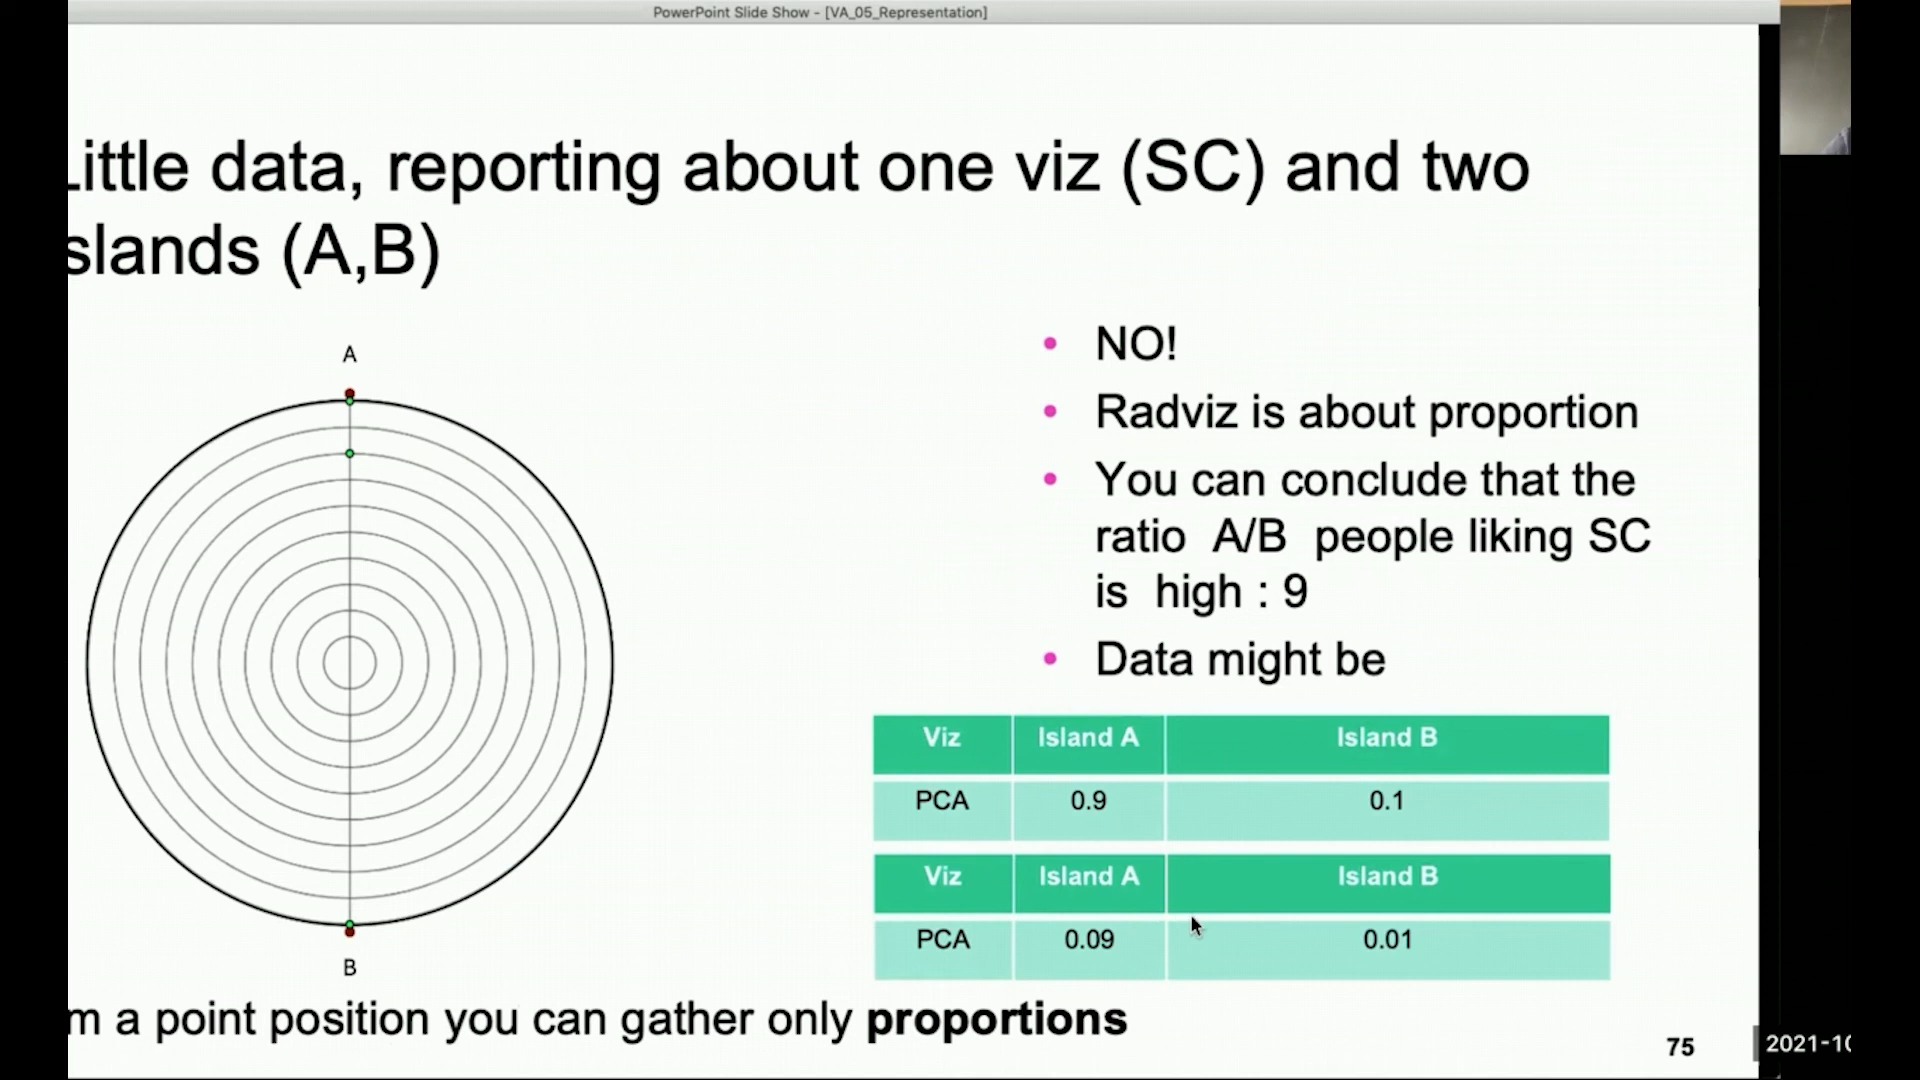 PowerPoint Slide Show - [VA_05_Representation]
Little data, reporting about one viz (SC) and two
slands (A,B)
A
B
• NO!
• Radviz is about proportion
• You can conclude that the
ratio A/B people liking SC
is high : 9
• Data might be
Viz Island A Island B
PCA 0.9 0.1
Viz Island A Island B
PCA 0.09 0.01
m a point position you can gather only proportions
75
2021-10